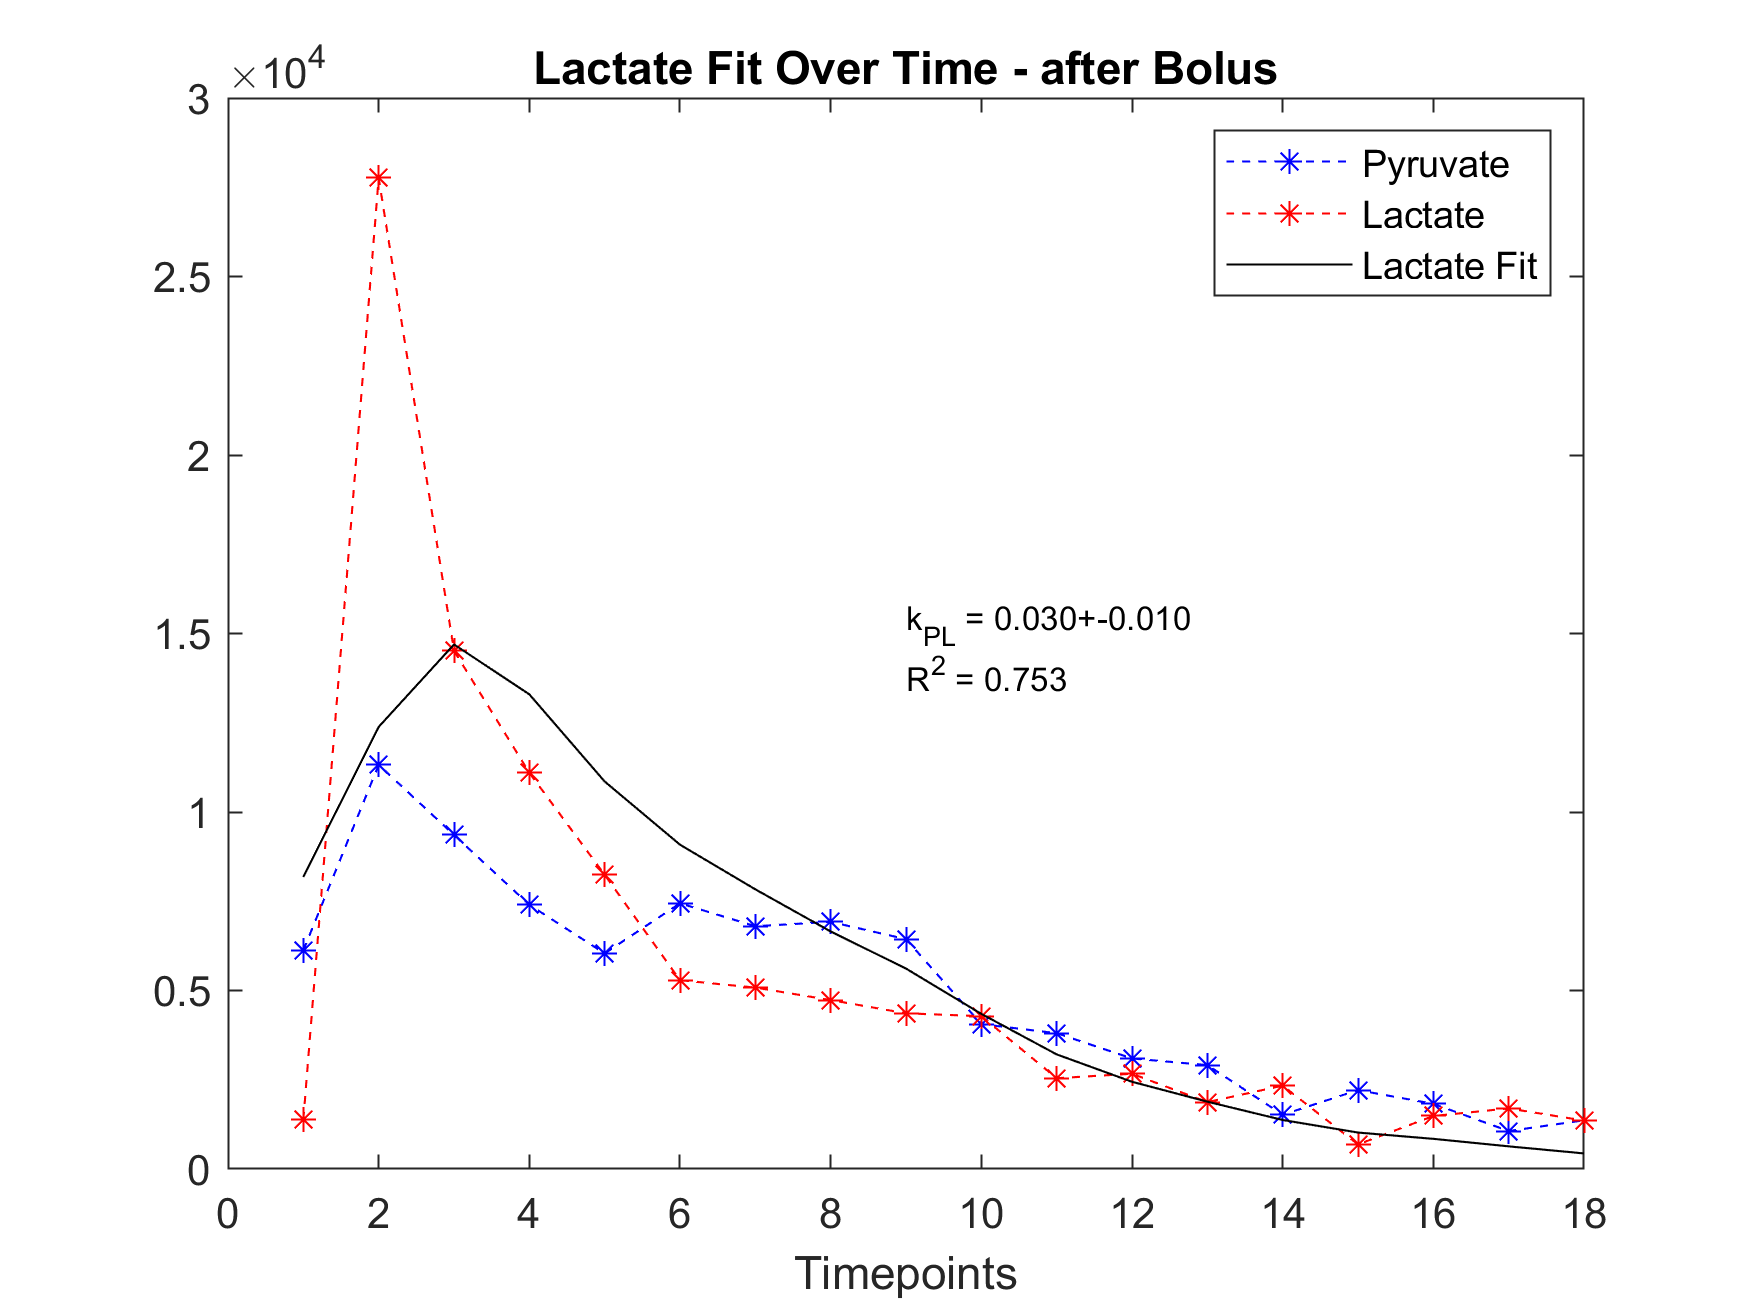 Lactate Fit Over Time - after Bolus
×10^4
3
2.5
2
1.5
1
0.5
0
Pyruvate
Lactate
Lactate Fit
k_PL = 0.030+-0.010
R^2 = 0.753
0 2 4 6 8 10 12 14 16 18
Timepoints